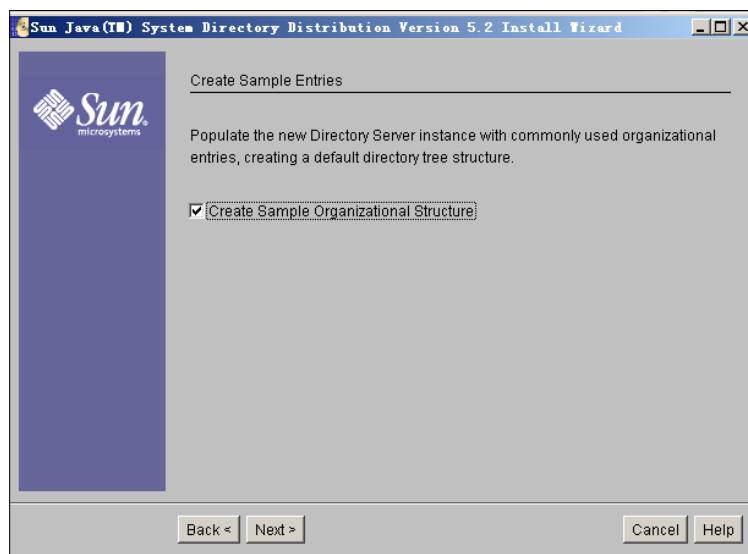 Sun Java(TM) System Directory Distribution Version 5.2 Install Wizard
Sun
microsystems
Create Sample Entries
Populate the new Directory Server instance with commonly used organizational
entries, creating a default directory tree structure.
Create Sample Organizational Structure
Back < Next > Cancel Help